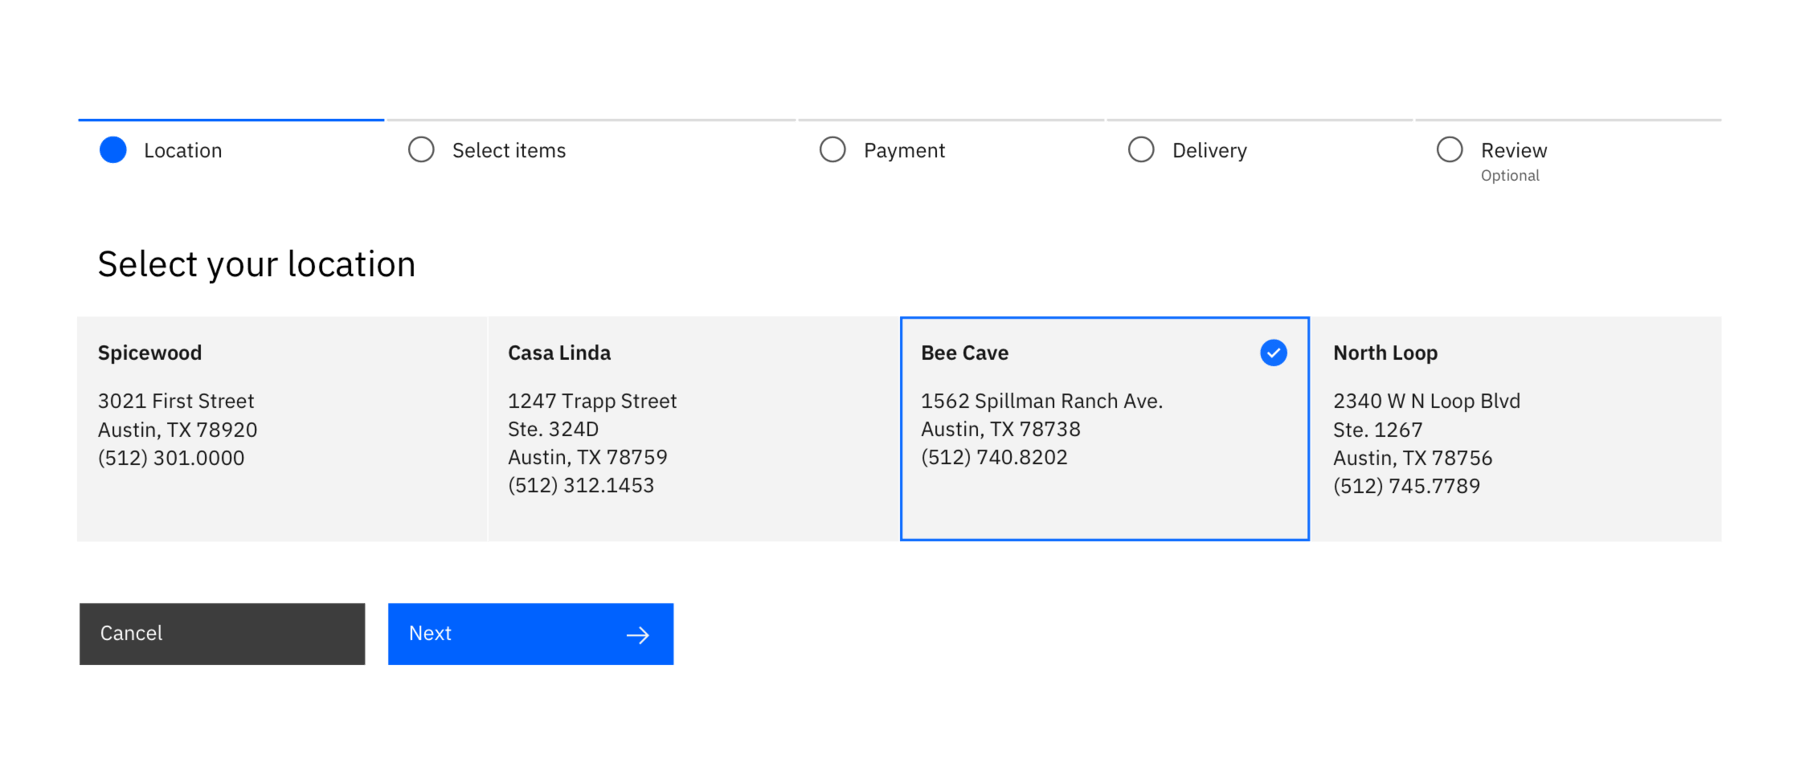 Location
Select items
Payment
Delivery
Review
Optional
Select your location
Spicewood
3021 First Street
Austin, TX 78920
(512) 301.0000
Casa Linda
1247 Trapp Street
Ste. 324D
Austin, TX 78759
(512) 312.1453
Bee Cave
1562 Spillman Ranch Ave.
Austin, TX 78738
(512) 740.8202
North Loop
2340 W N Loop Blvd
Ste. 1267
Austin, TX 78756
(512) 745.7789
Cancel
Next